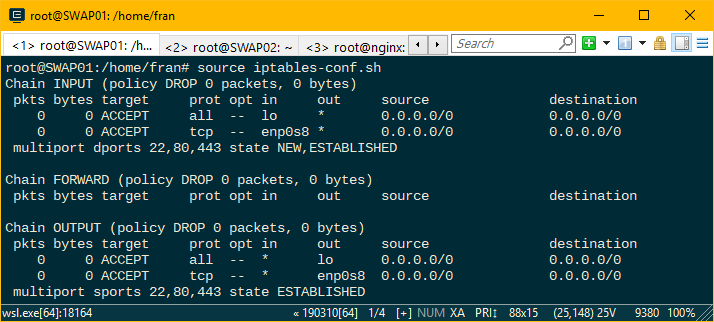 root@SWAP01: /home/fran
<1> root@SWAP01: /h... <2> root@SWAP02: ~ <3> root@nginx: Search
root@SWAP01:/home/fran# source iptables-conf.sh
Chain INPUT (policy DROP 0 packets, 0 bytes)
 pkts bytes target     prot opt in     out     source               destination
    0     0 ACCEPT     all  --  lo     *       0.0.0.0/0            0.0.0.0/0
    0     0 ACCEPT     tcp  --  enp0s8 *       0.0.0.0/0            0.0.0.0/0
 multiport dports 22,80,443 state NEW,ESTABLISHED
Chain FORWARD (policy DROP 0 packets, 0 bytes)
 pkts bytes target     prot opt in     out     source               destination
Chain OUTPUT (policy DROP 0 packets, 0 bytes)
 pkts bytes target     prot opt in     out     source               destination
    0     0 ACCEPT     all  --  *      lo      0.0.0.0/0            0.0.0.0/0
    0     0 ACCEPT     tcp  --  *      enp0s8  0.0.0.0/0            0.0.0.0/0
 multiport sports 22,80,443 state ESTABLISHED
wsl.exe[64]:18164 « 190310[64] 1/4 [+] NUM XA PRI↕ 88x15 (25,148) 25V 9380 100%